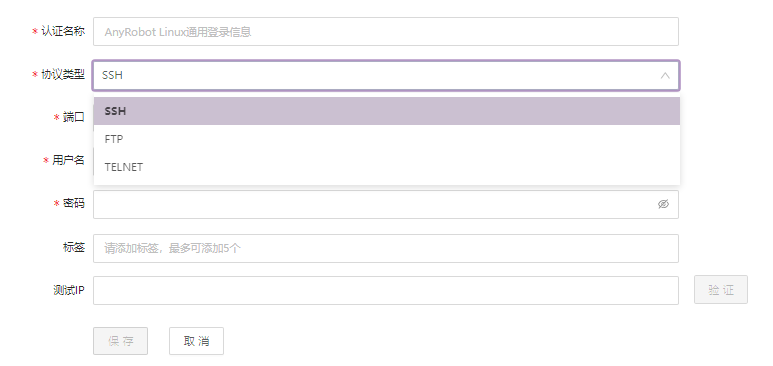 * 认证名称 AnyRobot Linux通用登录信息
* 协议类型 SSH
SSH
* 端口
FTP
* 用户名
TELNET
* 密码
标签 请添加标签，最多可添加5个
测试IP 验 证
保 存 取 消